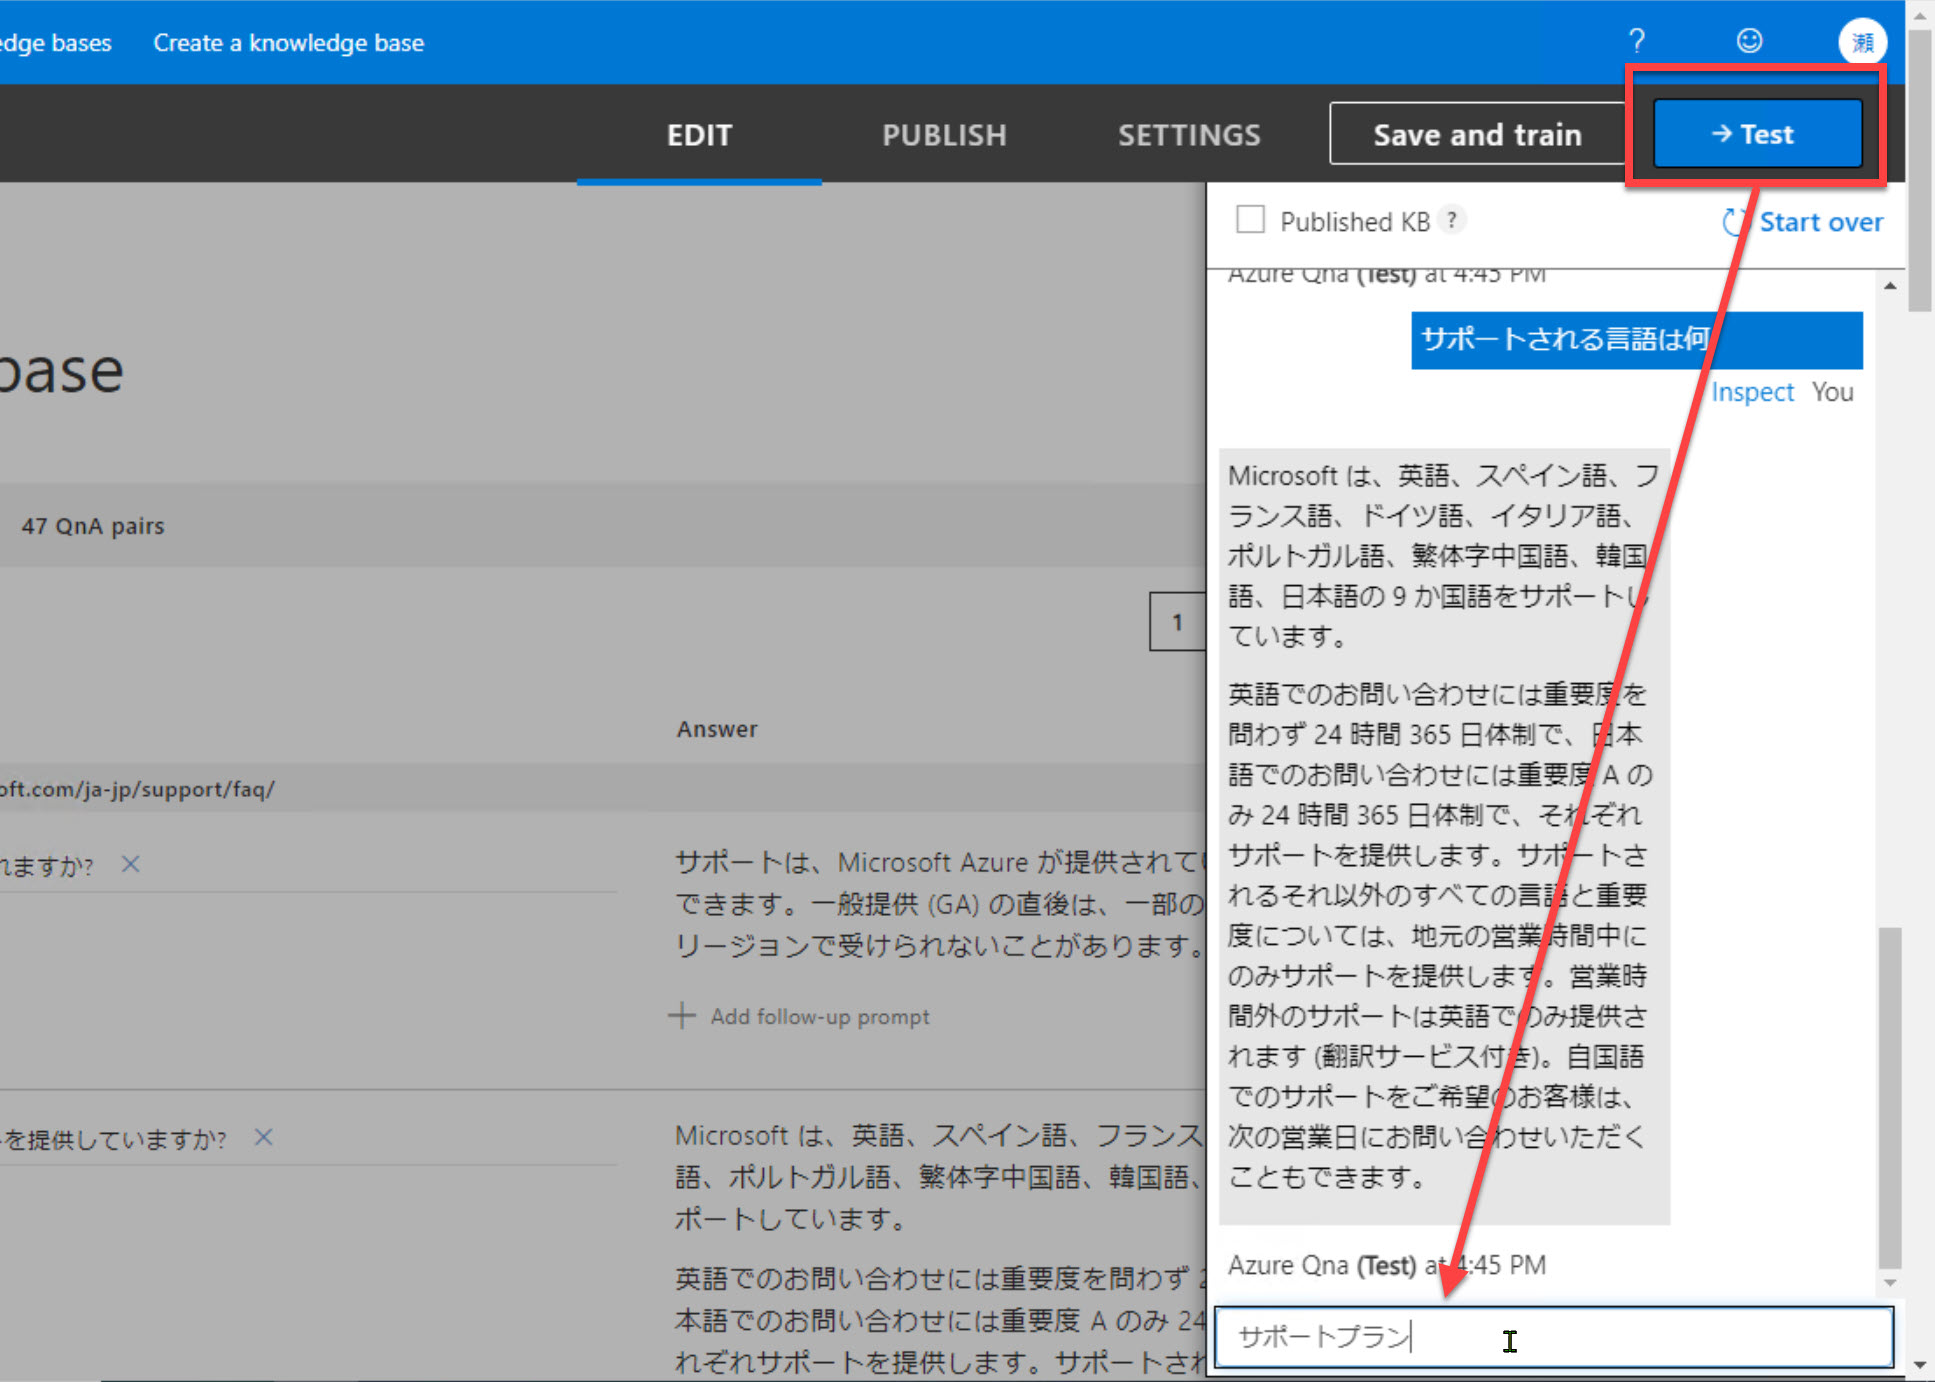 edge bases Create a knowledge base ? 瀬
EDIT PUBLISH SETTINGS Save and train → Test
Published KB ? Start over
Azure Qna (Test) at 4:45 PM
サポートされる言語は何
Inspect You
Microsoft は、英語、スペイン語、フ
ランス語、ドイツ語、イタリア語、
ポルトガル語、繁体字中国語、韓国
語、日本語の 9 か国語をサポートし
ています。
英語でのお問い合わせには重要度を
問わず 24 時間 365 日体制で、日本
語でのお問い合わせには重要度 A の
み 24 時間 365 日体制で、それぞれ
サポートを提供します。サポートさ
れるそれ以外のすべての言語と重要
度については、地元の営業時間中に
のみサポートを提供します。営業時
間外のサポートは英語でのみ提供さ
れます (翻訳サービス付き)。自国語
でのサポートをご希望のお客様は、
次の営業日にお問い合わせいただく
こともできます。
Azure Qna (Test) at 4:45 PM
サポートプラン
base
47 QnA pairs
1
Answer
oft.com/ja-jp/support/faq/
れますか? ×
サポートは、Microsoft Azure が提供されて
できます。一般提供 (GA) の直後は、一部の
リージョンで受けられないことがあります。
+ Add follow-up prompt
を提供していますか? ×
Microsoft は、英語、スペイン語、フランス
語、ポルトガル語、繁体字中国語、韓国語、
ポートしています。
英語でのお問い合わせには重要度を問わず 2
本語でのお問い合わせには重要度 A のみ 24
れぞれサポートを提供します。サポートされ